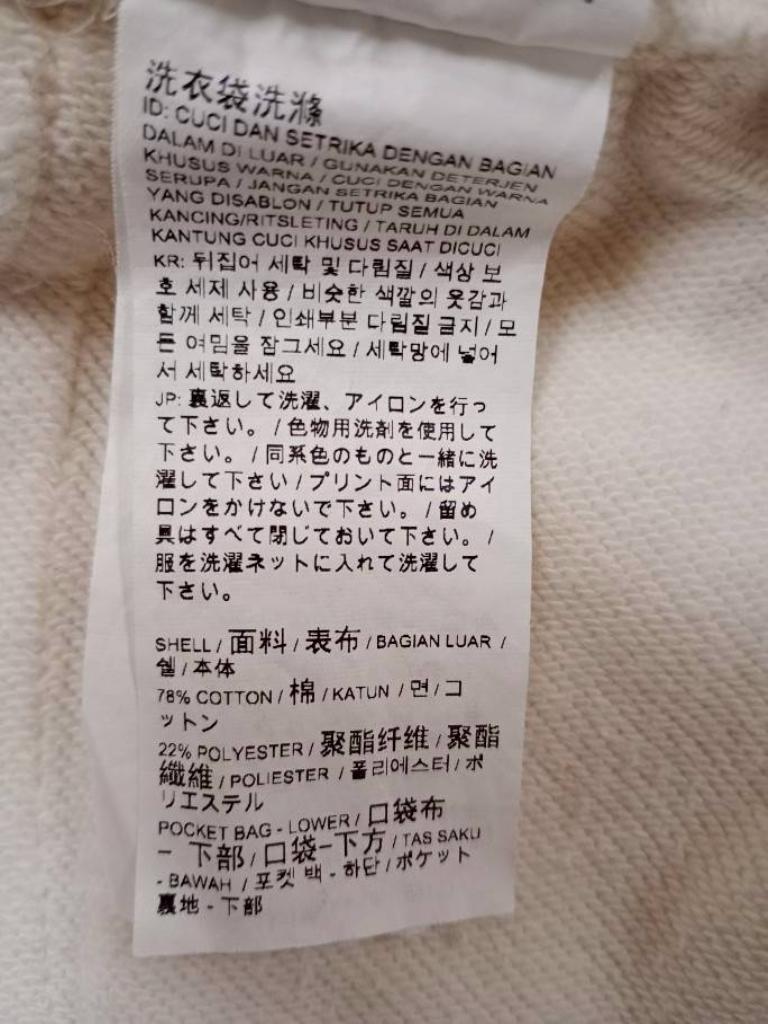 洗衣袋洗滌
ID: CUCI DAN SETRIKA DENGAN BAGIAN
DALAM DI LUAR / GUNAKAN DETERJEN
KHUSUS WARNA / CUCI DENGAN WARNA
SERUPA / JANGAN SETRIKA BAGIAN
YANG DISABLON / TUTUP SEMUA
KANCING/RITSLETING / TARUH DI DALAM
KANTUNG CUCI KHUSUS SAAT DICUCI
KR: 뒤집어 세탁 및 다림질 / 색상 보
호 세제 사용 / 비슷한 색깔의 옷감과
함께 세탁 / 인쇄부분 다림질 금지 / 모
든 여밈을 잠그세요 / 세탁망에 넣어
서 세탁하세요
JP: 裏返して洗濯、アイロンを行っ
て下さい。 / 色物用洗剤を使用して
下さい。 / 同系色のものと一緒に洗
濯して下さい / プリント面にはアイ
ロンをかけないで下さい。 / 留め
具はすべて閉じておいて下さい。 /
服を洗濯ネットに入れて洗濯して
下さい。
SHELL / 面料 / 表布 / BAGIAN LUAR /
쉘 / 本体
78% COTTON / 棉 / KATUN / 면 / コ
ットン
22% POLYESTER / 聚酯纤维 / 聚酯
纖維 / POLIESTER / 폴리에스터 / ポ
リエステル
POCKET BAG - LOWER / 口袋布
- 下部 / 口袋-下方 / TAS SAKU
- BAWAH / 포켓 백 - 하단 / ポケット
裏地 - 下部